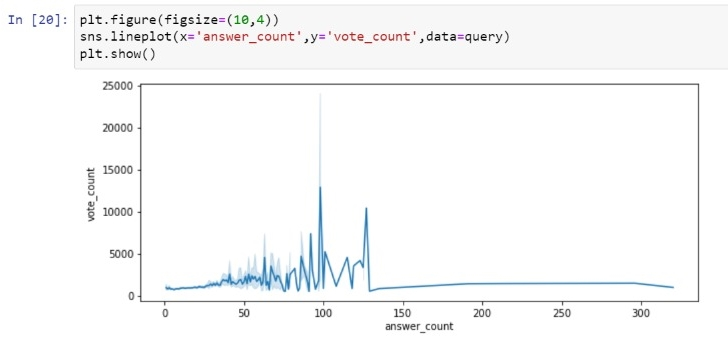 In [20]: plt.figure(figsize=(10,4))
sns.lineplot(x='answer_count',y='vote_count',data=query)
plt.show()
25000
20000
15000
10000
5000
0
vote_count
0 50 100 150 200 250 300
answer_count